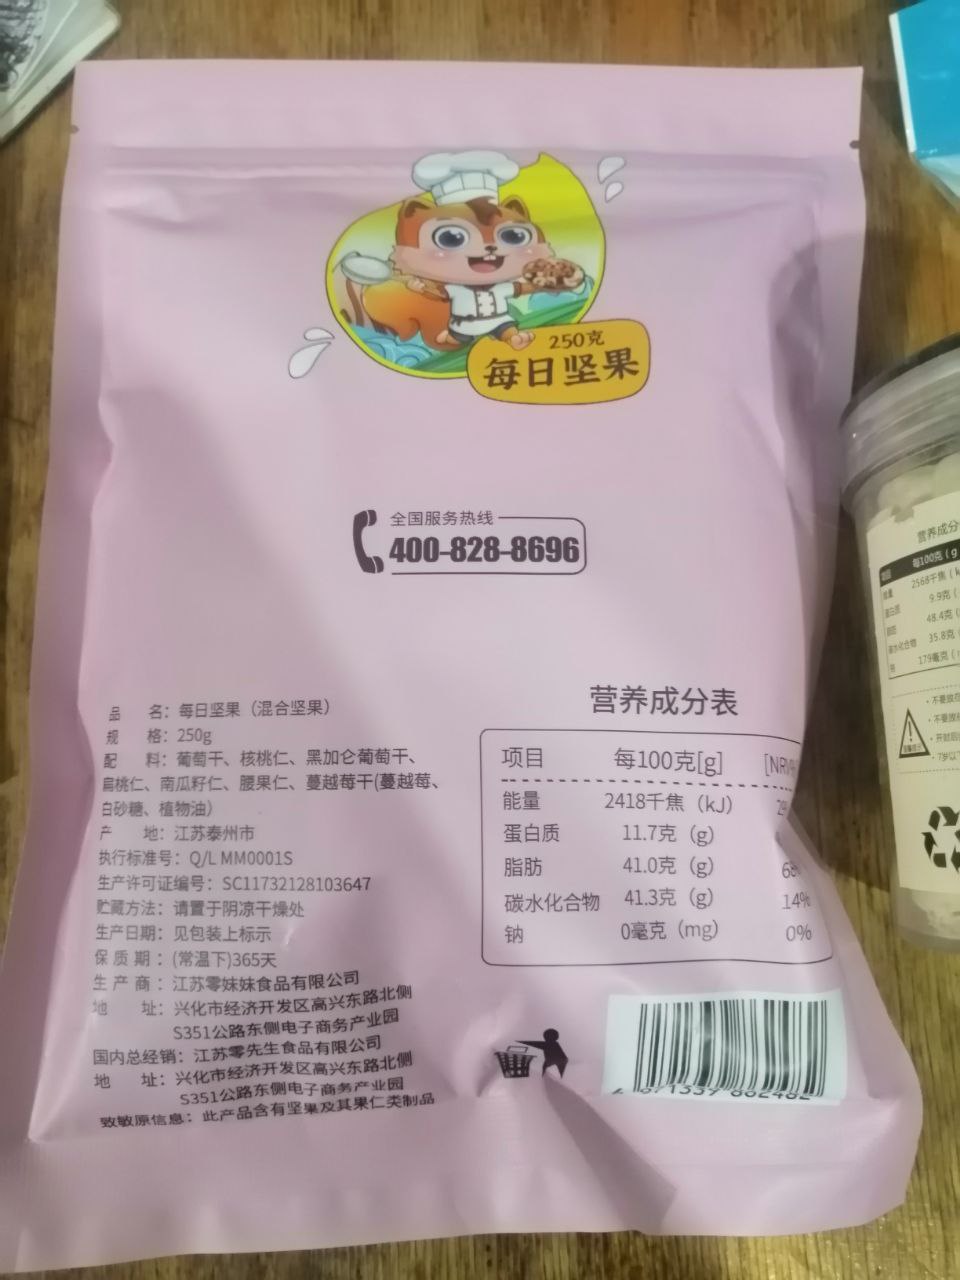 250克
每日坚果
全国服务热线
400-828-8696
品 名：每日坚果（混合坚果）
规 格：250g
配 料：葡萄干、核桃仁、黑加仑葡萄干、
扁桃仁、南瓜籽仁、腰果仁、蔓越莓干(蔓越莓、
白砂糖、植物油）
产 地：江苏泰州市
执行标准号：Q/L MM0001S
生产许可证编号：SC11732128103647
贮藏方法：请置于阴凉干燥处
生产日期：见包装上标示
保 质 期：(常温下)365天
生 产 商：江苏零妹妹食品有限公司
地 址：兴化市经济开发区高兴东路北侧
S351公路东侧电子商务产业园
国内总经销：江苏零先生食品有限公司
地 址：兴化市经济开发区高兴东路北侧
S351公路东侧电子商务产业园
致敏原信息：此产品含有坚果及其果仁类制品
营养成分表
项目 每100克[g]
能量 2418千焦（kJ）
蛋白质 11.7克（g）
脂肪 41.0克（g）
碳水化合物 41.3克（g） 14%
钠 0毫克（mg） 0%
营养成分
项目 每100克（g
能量 2568千焦（k
蛋白质 9.9克（
脂肪 48.4克（
碳水化合物 35.8克（
钠 179毫克（